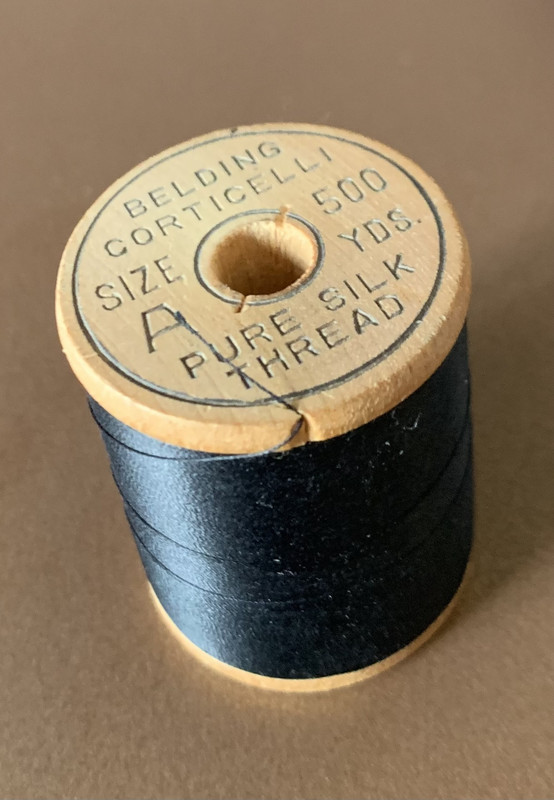 BELDING
CORTICELLI
SIZE
A
500
YDS.
PURE SILK
THREAD